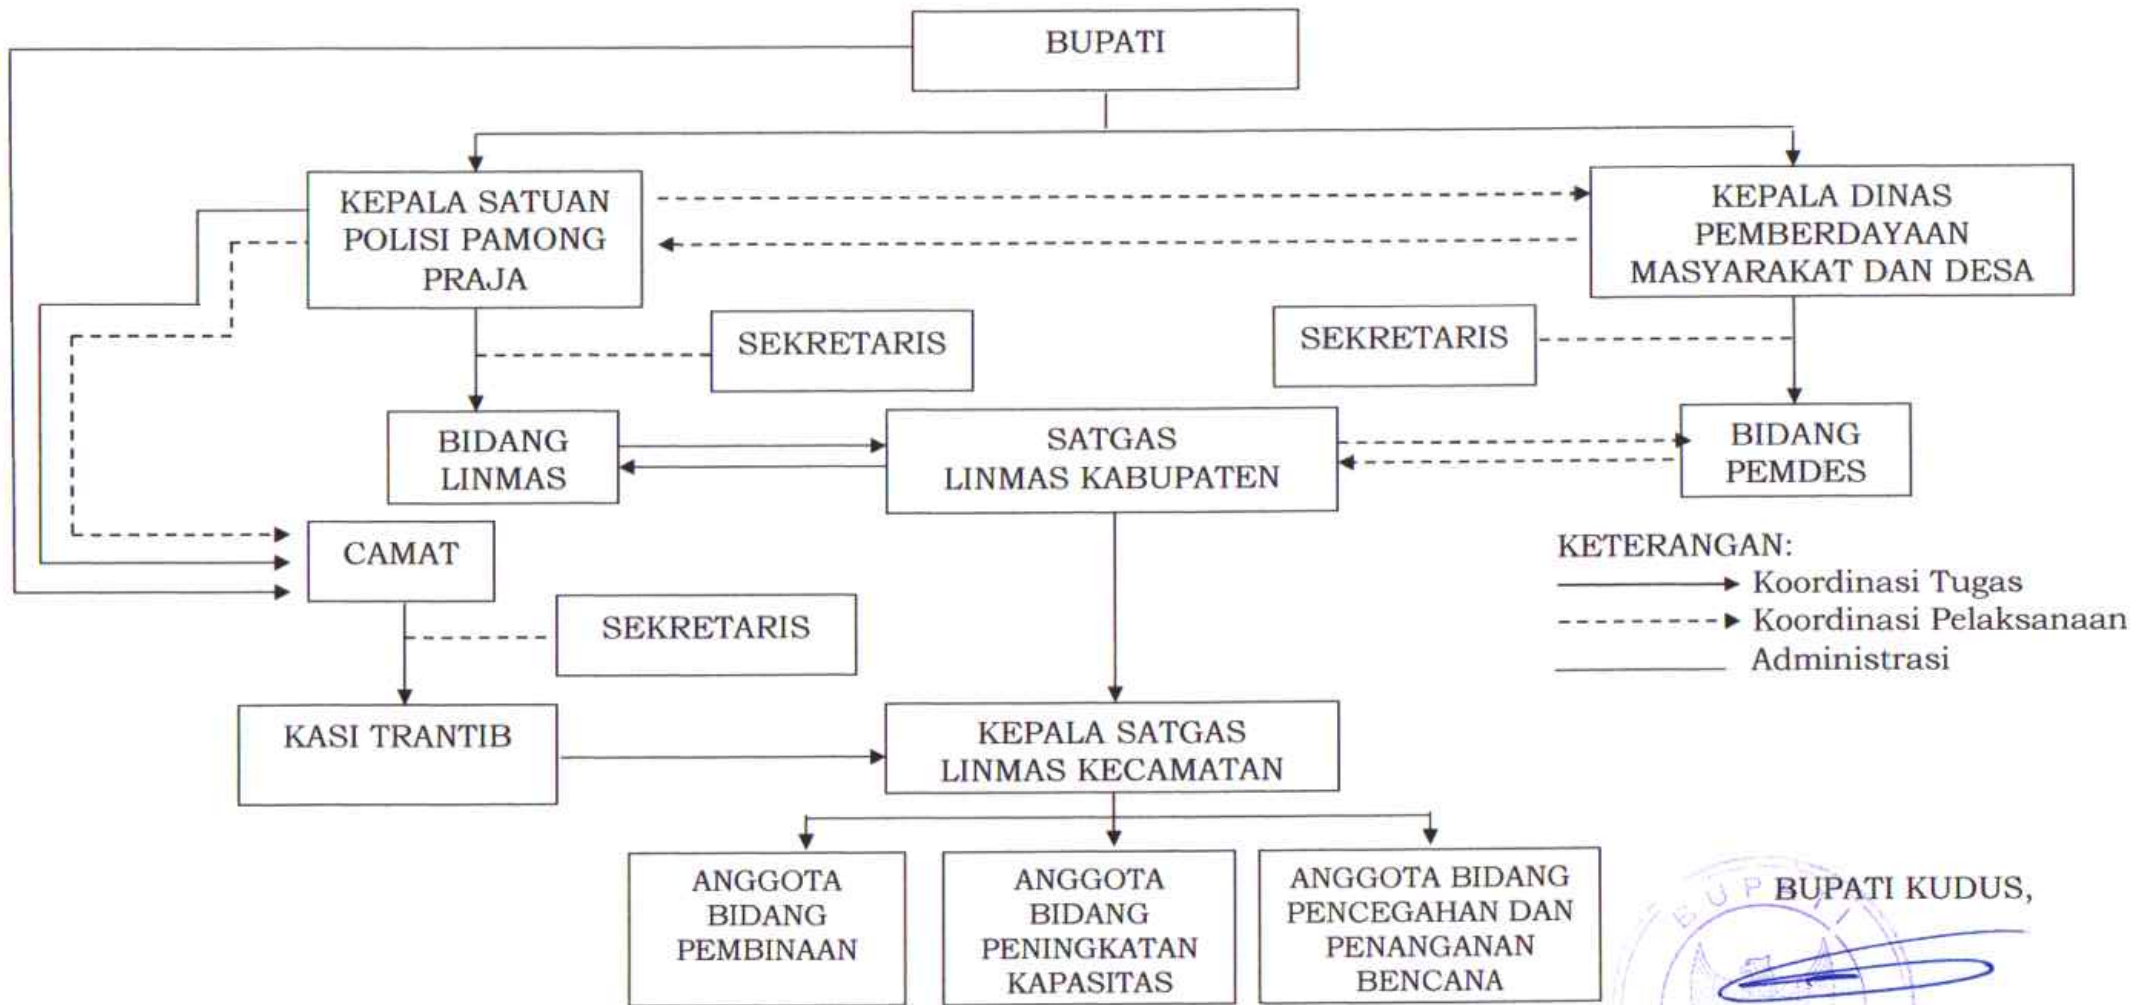 BUPATI
KEPALA SATUAN
POLISI PAMONG
PRAJA
KEPALA DINAS
PEMBERDAYAAN
MASYARAKAT DAN DESA
SEKRETARIS
SEKRETARIS
BIDANG
LINMAS
SATGAS
LINMAS KABUPATEN
BIDANG
PEMDES
CAMAT
SEKRETARIS
KETERANGAN:
Koordinasi Tugas
Koordinasi Pelaksanaan
Administrasi
KASI TRANTIB
KEPALA SATGAS
LINMAS KECAMATAN
ANGGOTA
BIDANG
PEMBINAAN
ANGGOTA
BIDANG
PENINGKATAN
KAPASITAS
ANGGOTA BIDANG
PENCEGAHAN DAN
PENANGANAN
BENCANA
BUPATI KUDUS,
BUPATI